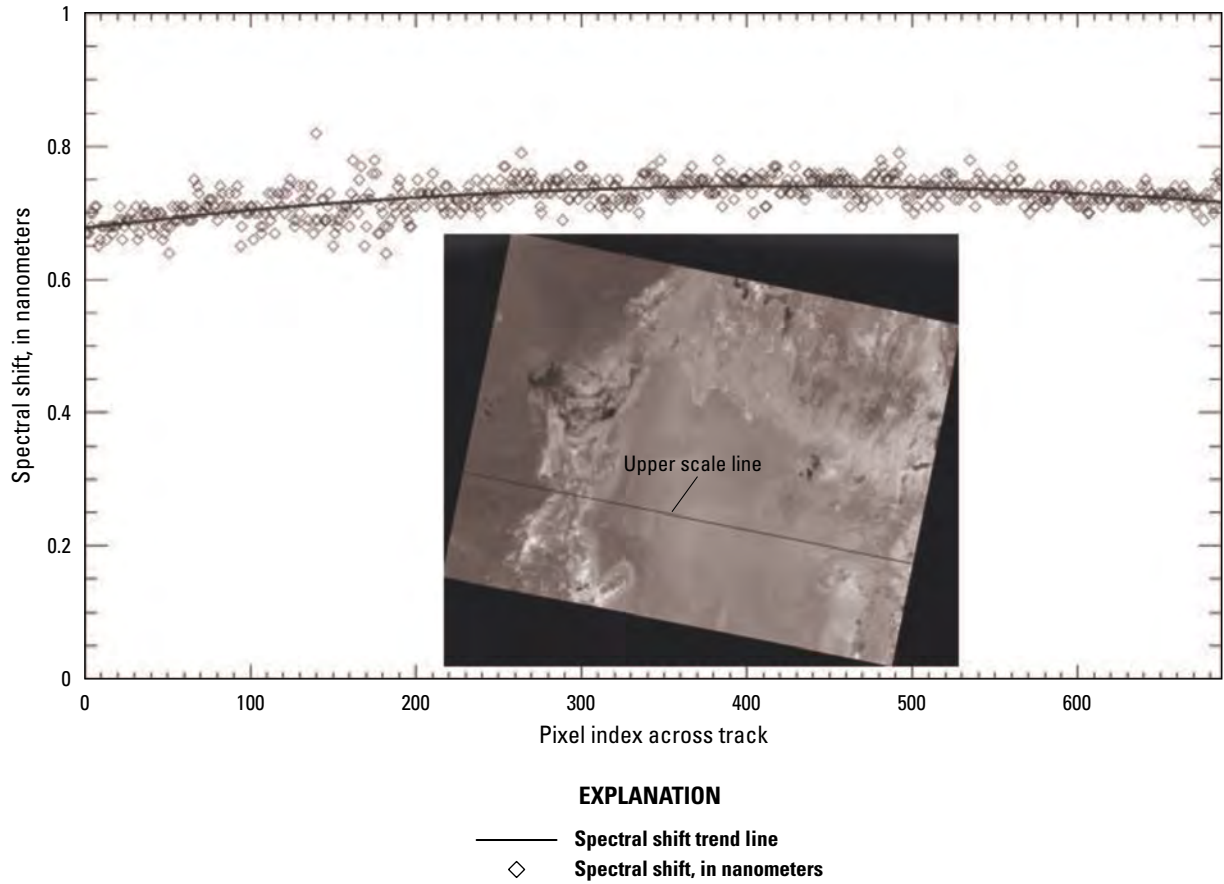 1
0.8
0.6
0.4
0.2
0
Spectral shift, in nanometers
Upper scale line
0 100 200 300 400 500 600
Pixel index across track
EXPLANATION
Spectral shift trend line
Spectral shift, in nanometers